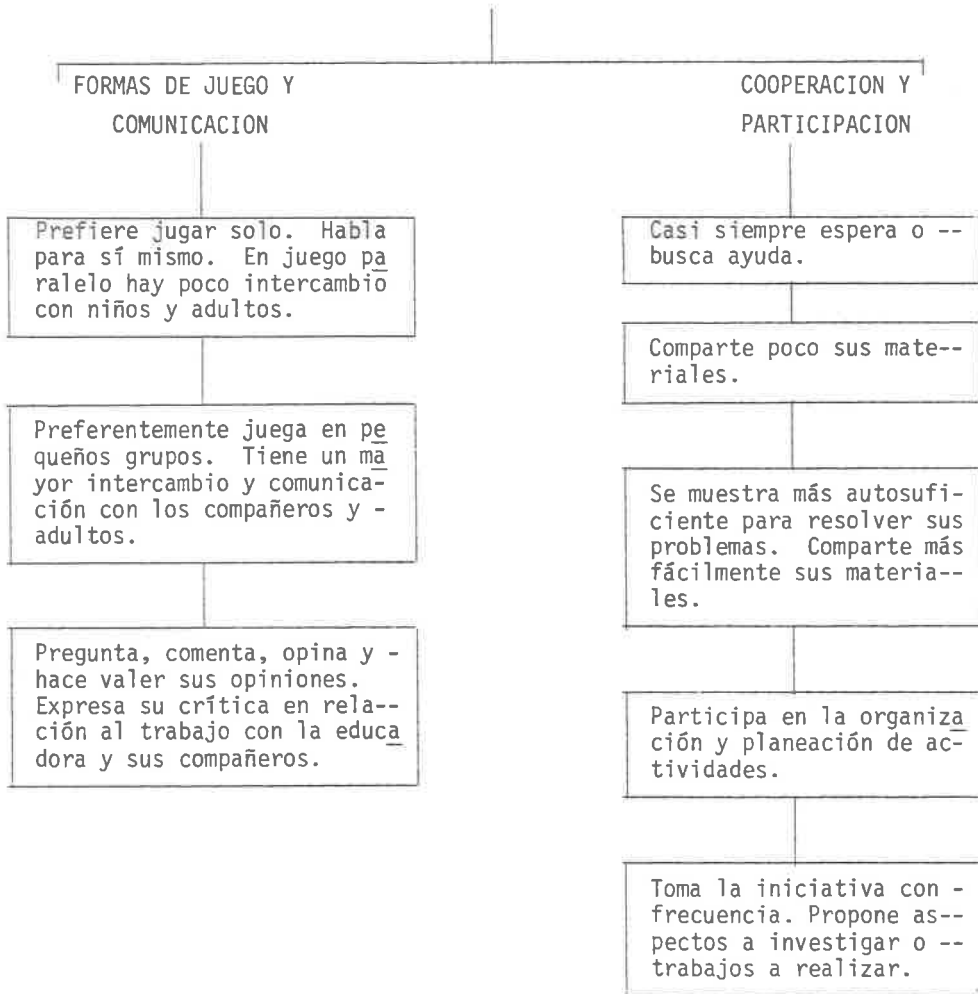 FORMAS DE JUEGO Y
COMUNICACION
Prefiere jugar solo. Habla
para sí mismo. En juego pa
ralelo hay poco intercambio
con niños y adultos.
Preferentemente juega en pe
queños grupos. Tiene un ma
yor intercambio y comunica-
ción con los compañeros y -
adultos.
Pregunta, comenta, opina y -
hace valer sus opiniones.
Expresa su crítica en rela--
ción al trabajo con la educa
dora y sus compañeros.
COOPERACION Y
PARTICIPACION
Casi siempre espera o --
busca ayuda.
Comparte poco sus mate--
riales.
Se muestra más autosufi-
ciente para resolver sus
problemas. Comparte más
fácilmente sus materia--
les.
Participa en la organiza
ción y planeación de ac-
tividades.
Toma la iniciativa con -
frecuencia. Propone as--
pectos a investigar o --
trabajos a realizar.